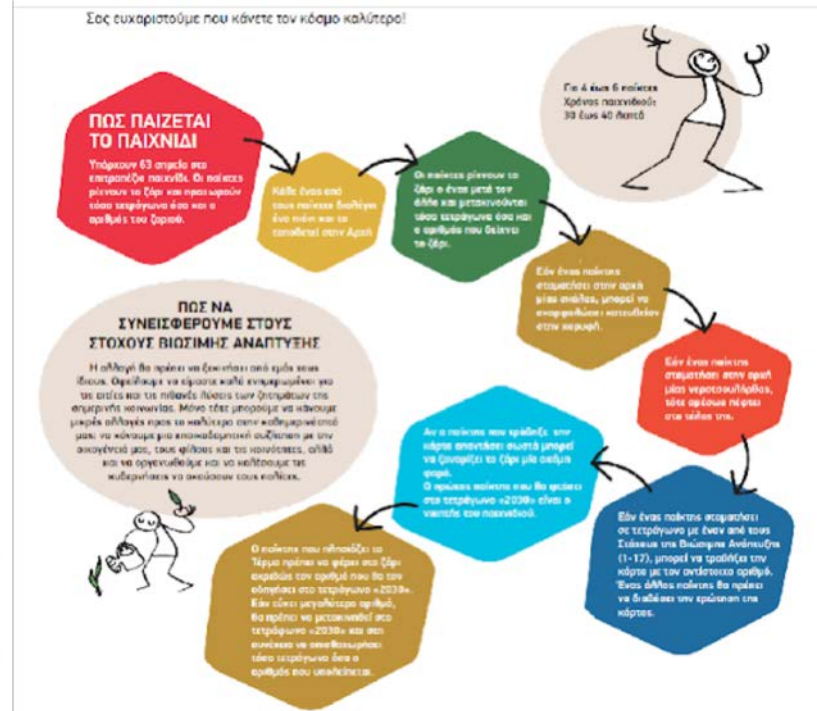 Σας ευχαριστούμε που κάνετε τον κόσμο καλύτερο!
Για 4 έως 6 παίκτες
Χρόνος παιχνιδιού:
30 έως 40 λεπτά
ΠΩΣ ΠΑΙΖΕΤΑΙ
ΤΟ ΠΑΙΧΝΙΔΙ
Υπάρχουν 63 σημεία στο
επιτραπέζιο παιχνίδι. Οι παίκτες
ρίχνουν το ζάρι και προχωρούν
τόσα τετράγωνα όσα και ο
αριθμός του ζαριού.
Κάθε ένας από
τους παίκτες διαλέγει
ένα πιόνι και το
τοποθετεί στην Αρχή
Οι παίκτες ρίχνουν το
ζάρι ο ένας μετά τον
άλλο και μετακινούνται
τόσα τετράγωνα όσα και
ο αριθμός που δείχνει
το ζάρι.
Εάν ένας παίκτης
σταματήσει στην αρχή
μίας σκάλας, μπορεί να
σκαρφαλώσει κατευθείαν
στην κορυφή.
Εάν ένας παίκτης
σταματήσει στην αρχή
μίας νεροτσουλήθρας,
τότε αμέσως πέφτει
στο τέλος της.
Εάν ένας παίκτης σταματήσει
σε τετράγωνο με έναν από τους
Στόχους της Βιώσιμης Ανάπτυξης
(1-17), μπορεί να τραβήξει την
κάρτα με τον αντίστοιχο αριθμό.
Ένας άλλος παίκτης θα πρέπει
να διαβάσει την ερώτηση της
κάρτας.
Αν ο παίκτης που τράβηξε την
κάρτα απαντήσει σωστά μπορεί
να ξαναρίξει το ζάρι μία ακόμη
φορά.
Ο πρώτος παίκτης που θα φτάσει
στο τετράγωνο «2030» είναι ο
νικητής του παιχνιδιού.
Ο παίκτης που πλησιάζει το
Τέρμα πρέπει να φέρει στο ζάρι
ακριβώς τον αριθμό που θα τον
οδηγήσει στο τετράγωνο «2030».
Εάν τύχει μεγαλύτερο αριθμό,
θα πρέπει να μετακινηθεί στο
τετράγωνο «2030» και στη
συνέχεια να οπισθοχωρήσει
τόσα τετράγωνα όσα ο
αριθμός που υπολείπεται.
ΠΩΣ ΝΑ
ΣΥΝΕΙΣΦΕΡΟΥΜΕ ΣΤΟΥΣ
ΣΤΟΧΟΥΣ ΒΙΩΣΙΜΗΣ ΑΝΑΠΤΥΞΗΣ
Η αλλαγή θα πρέπει να ξεκινήσει από εμάς τους
ίδιους. Οφείλουμε να είμαστε καλά ενημερωμένοι για
τις αιτίες και τις πιθανές λύσεις των ζητημάτων της
σημερινής κοινωνίας. Μόνο τότε μπορούμε να κάνουμε
μικρές αλλαγές προς το καλύτερο στην καθημερινότητά
μας: να κάνουμε μια εποικοδομητική συζήτηση με την
οικογένειά μας, τους φίλους και τις κοινότητες, αλλά
και να οργανωθούμε και να καλέσουμε τις
κυβερνήσεις να ακούσουν τους πολίτες.